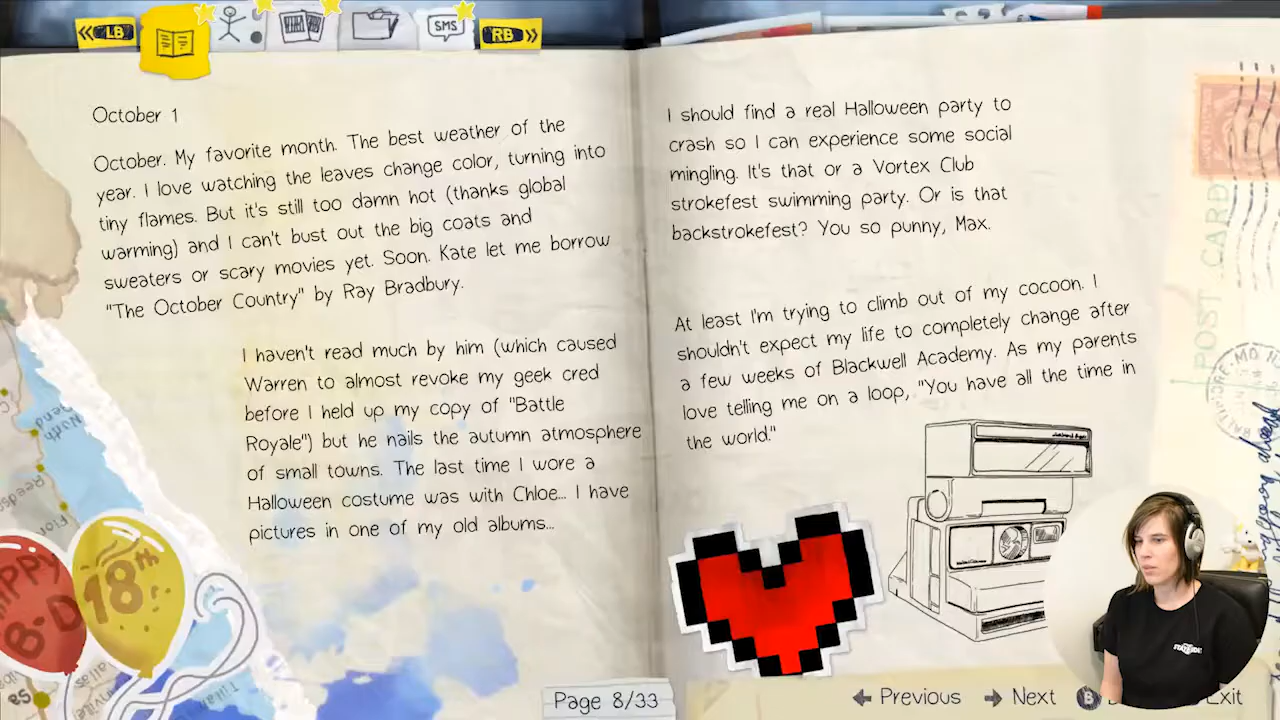 LB
SMS
RB
October 1
October. My favorite month. The best weather of the
year. I love watching the leaves change color, turning into
tiny flames. But it's still too damn hot (thanks global
warming) and I can't bust out the big coats and
sweaters or scary movies yet. Soon. Kate let me borrow
"The October Country" by Ray Bradbury.
I haven't read much by him (which caused
Warren to almost revoke my geek cred
before I held up my copy of "Battle
Royale") but he nails the autumn atmosphere
of small towns. The last time I wore a
Halloween costume was with Chloe... I have
pictures in one of my old albums...
I should find a real Halloween party to
crash so I can experience some social
mingling. It's that or a Vortex Club
strokefest swimming party. Or is that
backstrokefest? You so punny, Max.
At least I'm trying to climb out of my cocoon. I
shouldn't expect my life to completely change after
a few weeks of Blackwell Academy. As my parents
love telling me on a loop, "You have all the time in
the world."
POST CARD
18th
Page 8/33
Previous
Next
B